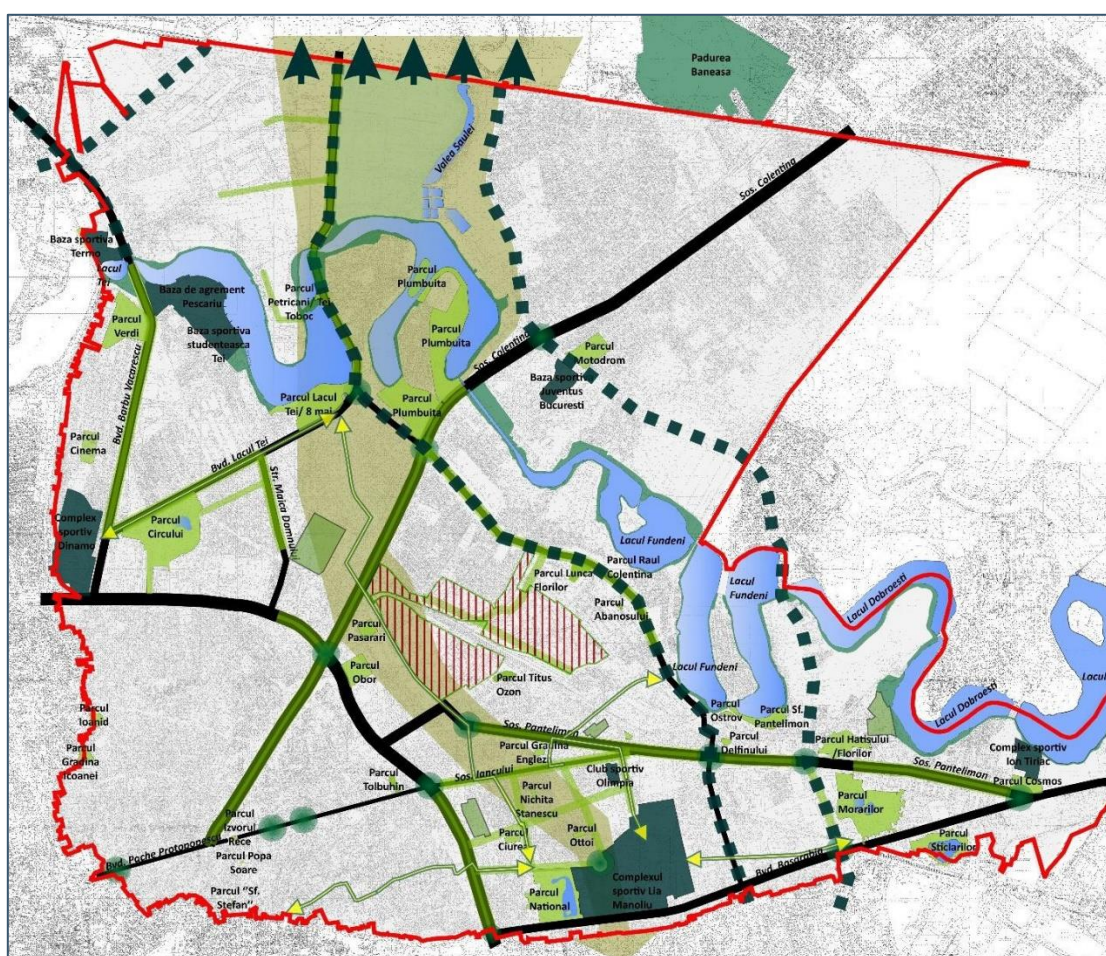 Padurea
Baneasa
Valea Saulei
Sos. Colentina
Baza sportiva
Termo
Lacul
Tei
Baza de agrement
Pescariu
Parcul
Petricani/ Tei
Toboc
Parcul
Plumbuita
Parcul
Verdi
Baza sportiva
studenteasca
Tei
Parcul
Plumbuita
Sos. Colentina
Parcul
Motodrom
Baza sportiva
Juventus
Bucuresti
Bvd. Barbu Vacarescu
Parcul Lacul
Tei/ 8 mai
Parcul
Plumbuita
Parcul
Cinema
Bvd. Lacul Tei
Str. Maica Domnului
Complex
sportiv
Dinamo
Parcul
Circului
Lacul Fundeni
Parcul Raul
Colentina
Parcul Lunca
Florilor
Lacul
Fundeni
Lacul Dobroesti
Parcul
Abanosului
Parcul
Pasarari
Parcul
Obor
Lacul Fundeni
Parcul Titus
Ozon
Parcul
Ioanid
Parcul
Ostrov
Parcul Sf.
Pantelimon
Lacul Dobroesti
Lacul
Parcul
Gradina
Icoanei
Sos. Pantelimon
Parcul Gradina
Englez
Parcul
Delfinului
Parcul Hatisului
/Florilor
Complex sportiv
Ion Tiriac
Parcul
Tolbuhin
Sos. Iancului
Club sportiv
Olimpia
Sos. Pantelimon
Parcul Cosmos
Parcul
Nichita
Stanescu
Parcul
Morarilor
Parcul
Izvorul
Rece
Parcul
Ciurea
Parcul
Ottoi
Parcul
Sticlarilor
Bvd. Pache Protopopescu
Parcul Popa
Soare
Bvd. Basarabia
Parcul "Sf.
Stefan"
Parcul
National
Complexul
sportiv Lia
Manoliu